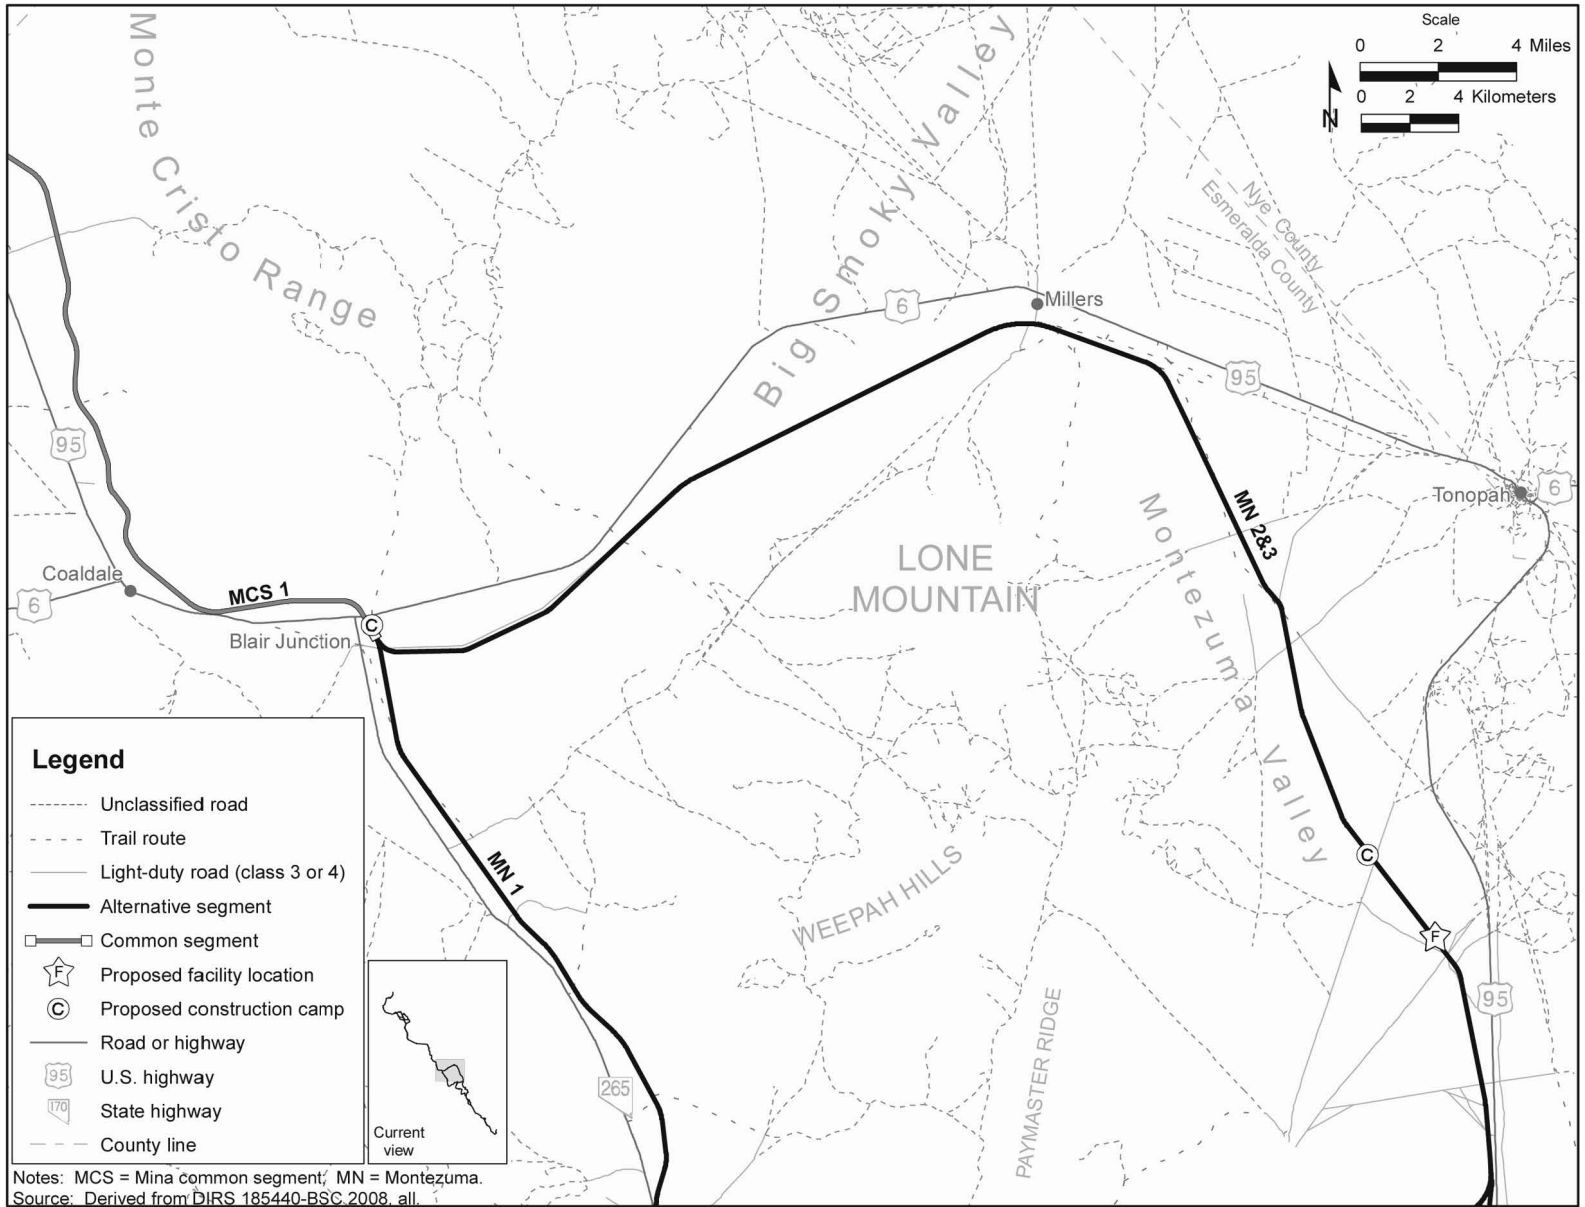 Monte Cristo Range
Big Smoky Valley
Scale
0 2 4 Miles
0 2 4 Kilometers
N
Nye County
Esmeralda County
6
Millers
95
95
Tonopah
6
MN 2&3
Montezuma Valley
LONE
MOUNTAIN
Coaldale
6
MCS 1
C
Blair Junction
MN 1
C
WEEPAH HILLS
F
95
PAYMASTER RIDGE
265
Legend
Unclassified road
Trail route
Light-duty road (class 3 or 4)
Alternative segment
Common segment
F Proposed facility location
C Proposed construction camp
Road or highway
95 U.S. highway
170 State highway
County line
Current
view
Notes: MCS = Mina common segment; MN = Montezuma.
Source: Derived from DIRS 185440-BSC 2008, all.